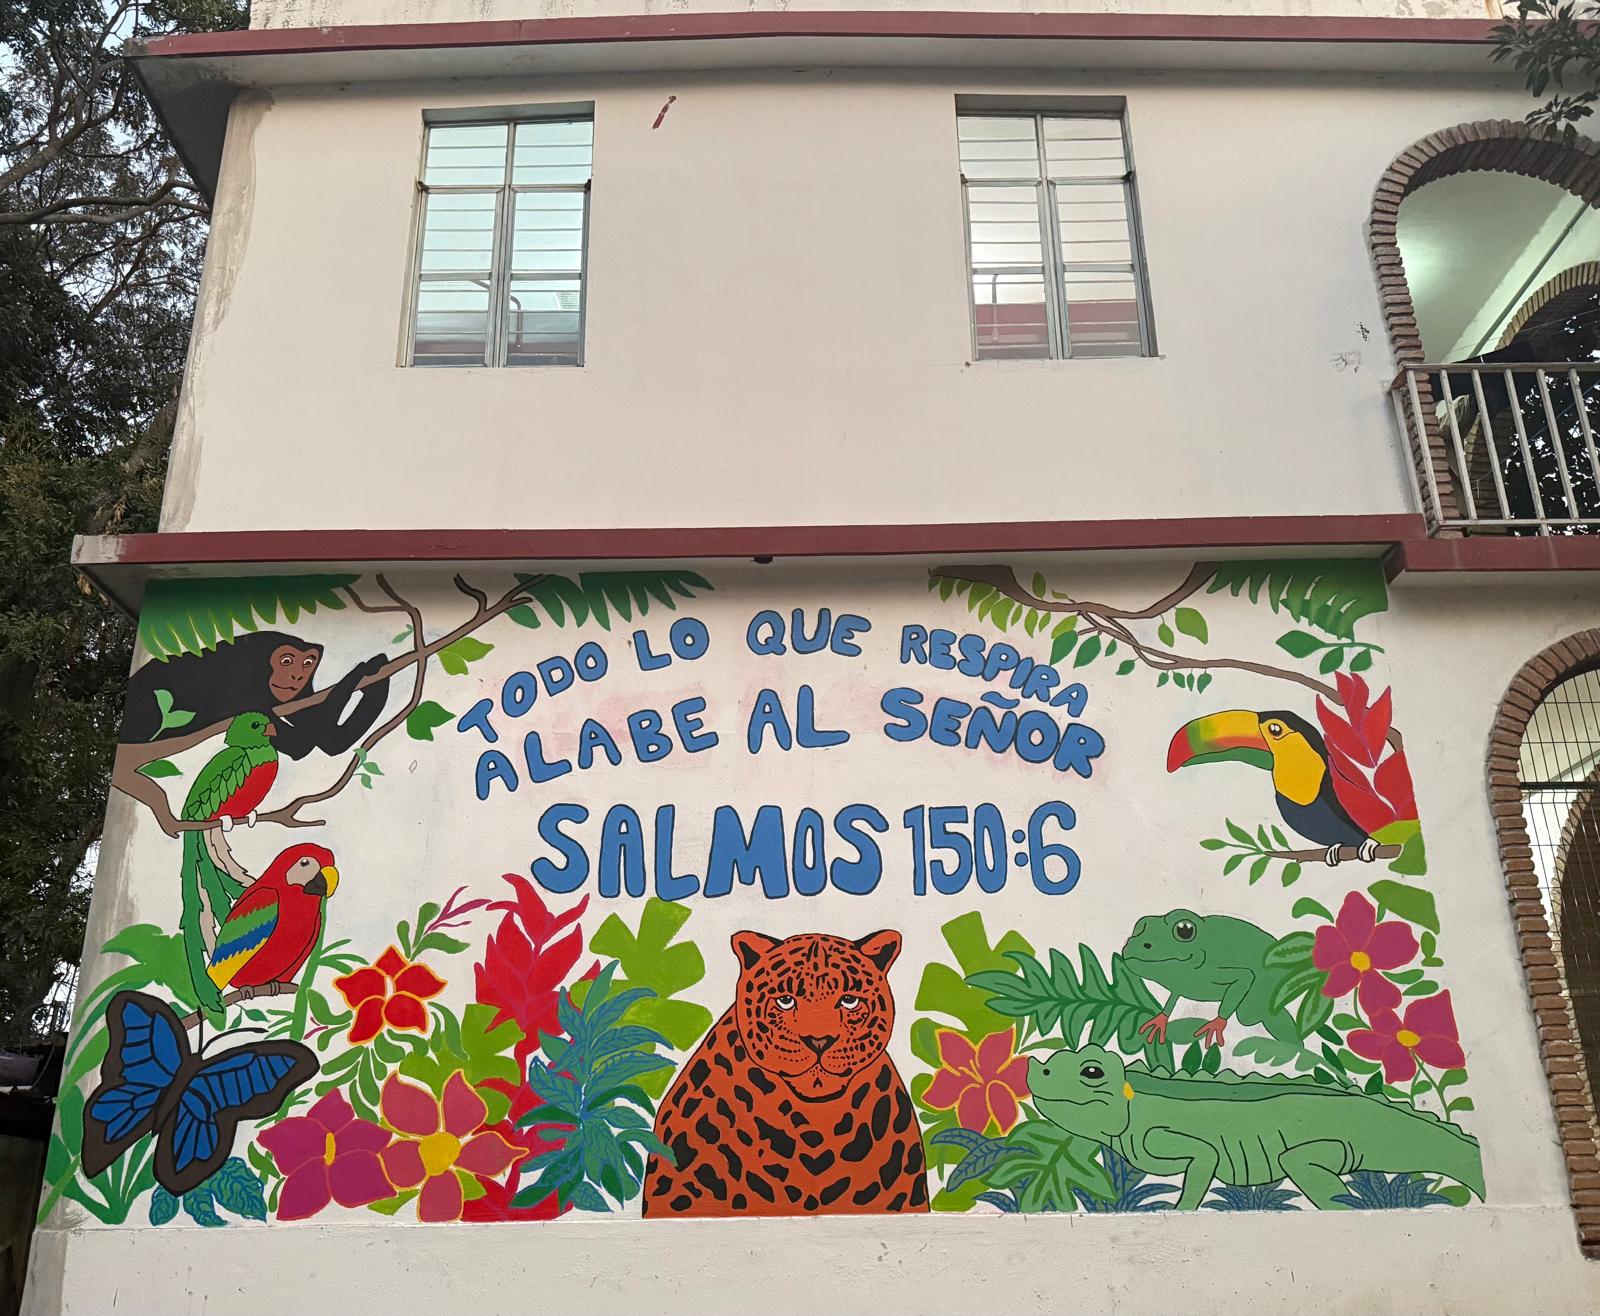 TODO LO QUE RESPIRA
ALABE AL SEÑOR
SALMOS 150:6